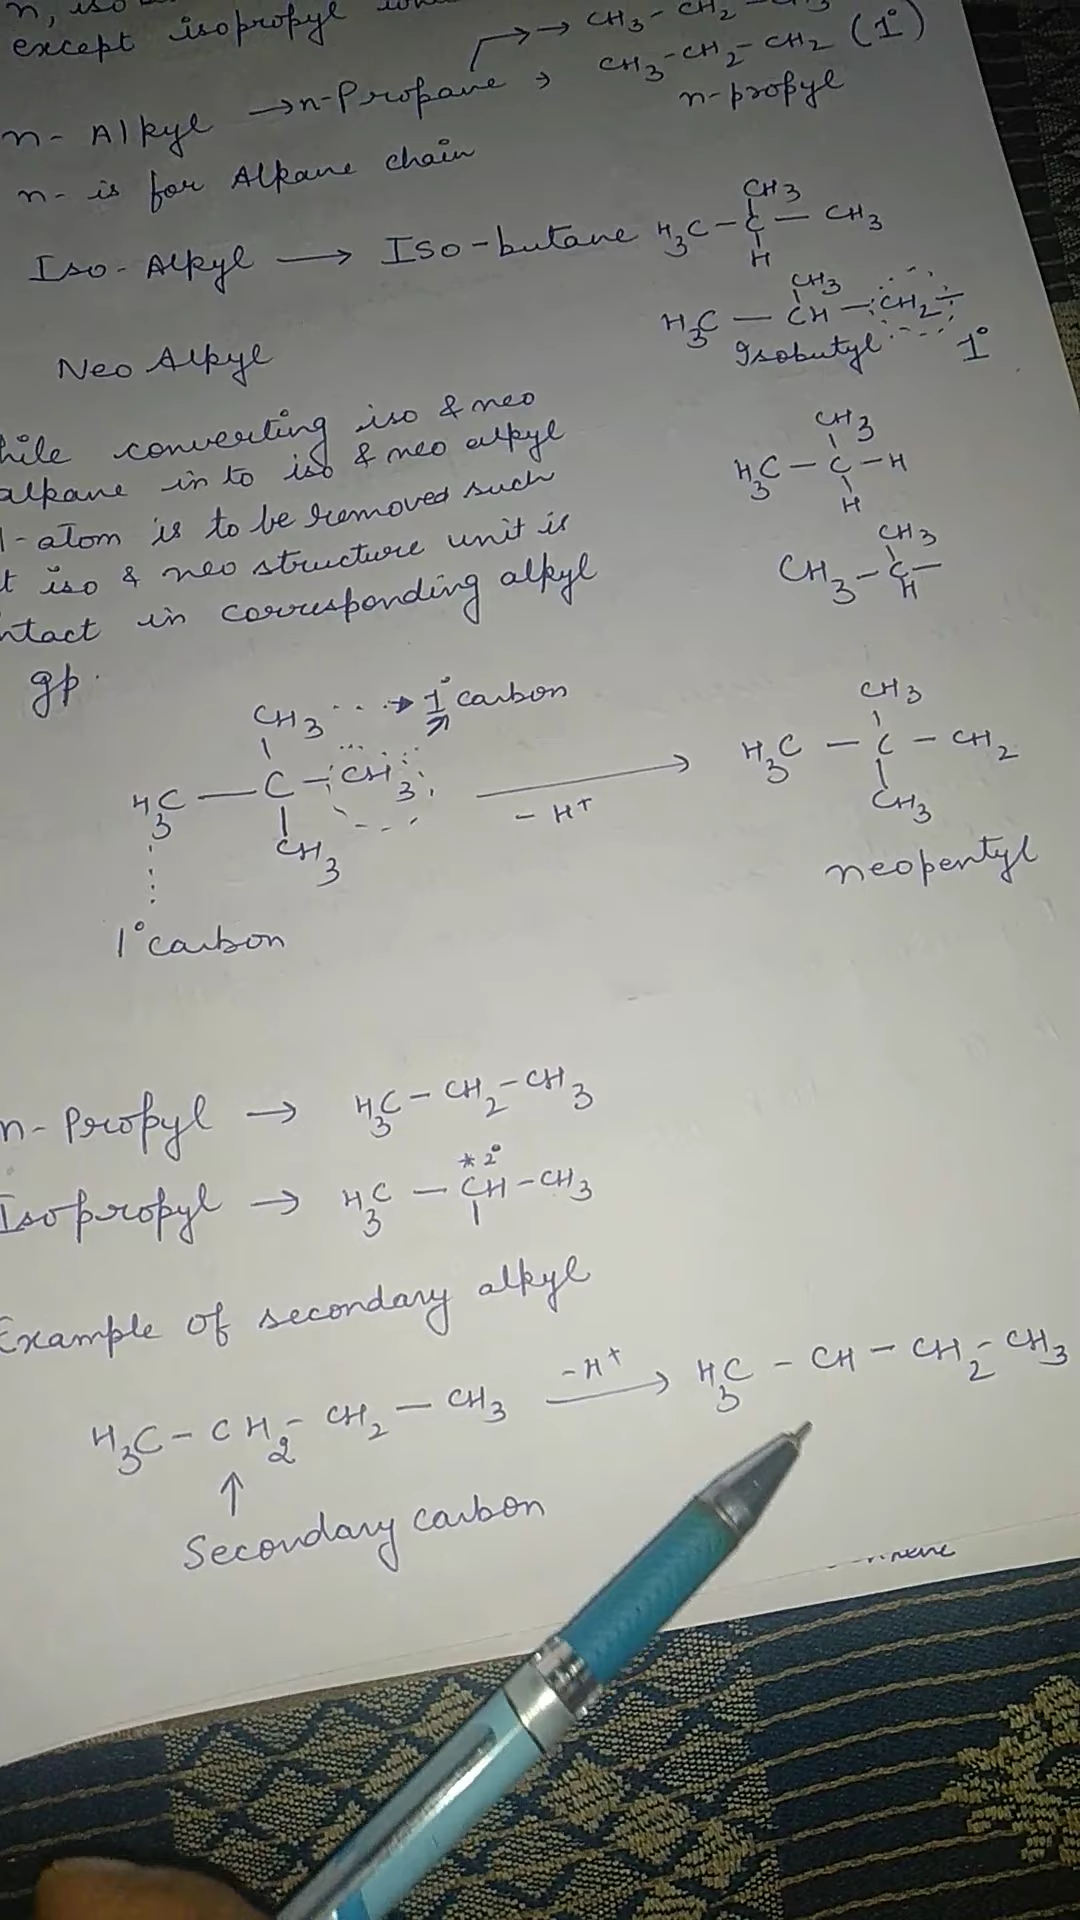 n, iso
except isopropyl
CH3 - CH2 - CH3
n- Alkyl → n-Propane → CH3-CH2-CH2 (1°)
n-propyl
n- is for Alkane chain
Iso-Alkyl → Iso-butane
CH3
H3C - C - CH3
H
CH3
H3C - CH - CH2 -
Isobutyl 1°
Neo Alkyl
converting iso & neo
alkane in to iso & neo alkyl
-atom is to be removed such
iso & neo structure unit is
in corresponding alkyl
gp.
CH3
H3C - C - H
H
CH3
CH3 - C -
H
CH3 → 1° carbon
H3C - C - CH3
CH3
1° carbon
- H+ →
CH3
H3C - C - CH2
CH3
neopentyl
n-Propyl → H3C - CH2 - CH3
* 2°
Isopropyl → H3C - CH - CH3
Example of secondary alkyl
H3C - CH2 - CH2 - CH3 -H+ → H3C - CH - CH2 - CH3
↑
Secondary carbon